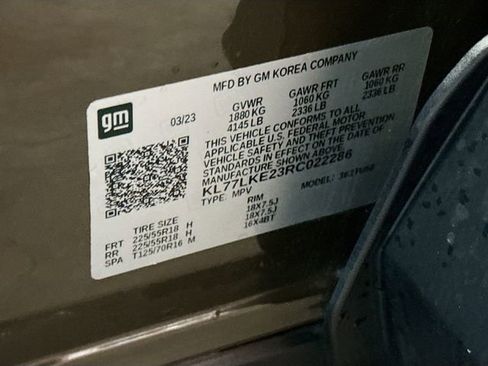 gm
MFD BY GM KOREA COMPANY
03/23
GVWR GAWR FRT GAWR RR
1880 KG 1060 KG 1060 KG
4145 LB 2336 LB 2336 LB
THIS VEHICLE CONFORMS TO ALL
APPLICABLE U.S. FEDERAL MOTOR
VEHICLE SAFETY AND THEFT PREVENTION
STANDARDS IN EFFECT ON THE DATE OF
MANUFACTURE SHOWN ABOVE.
KL77LKE23RC022286
TYPE: MPV MODEL:
TIRE SIZE RIM
FRT 225/55R18 H 18X7.5J
RR 225/55R18 H 18X7.5J
SPA T125/70R16 M 16X4BT